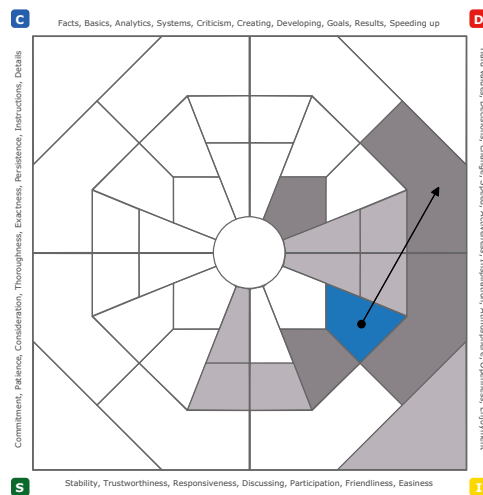 C
Facts, Basics, Analytics, Systems, Criticism, Creating, Developing, Goals, Results, Speeding up
D
Commitment, Patience, Consideration, Thoroughness, Exactness, Persistence, Instructions, Details
S
Stability, Trustworthiness, Responsiveness, Discussing, Participation, Friendliness, Easiness
I